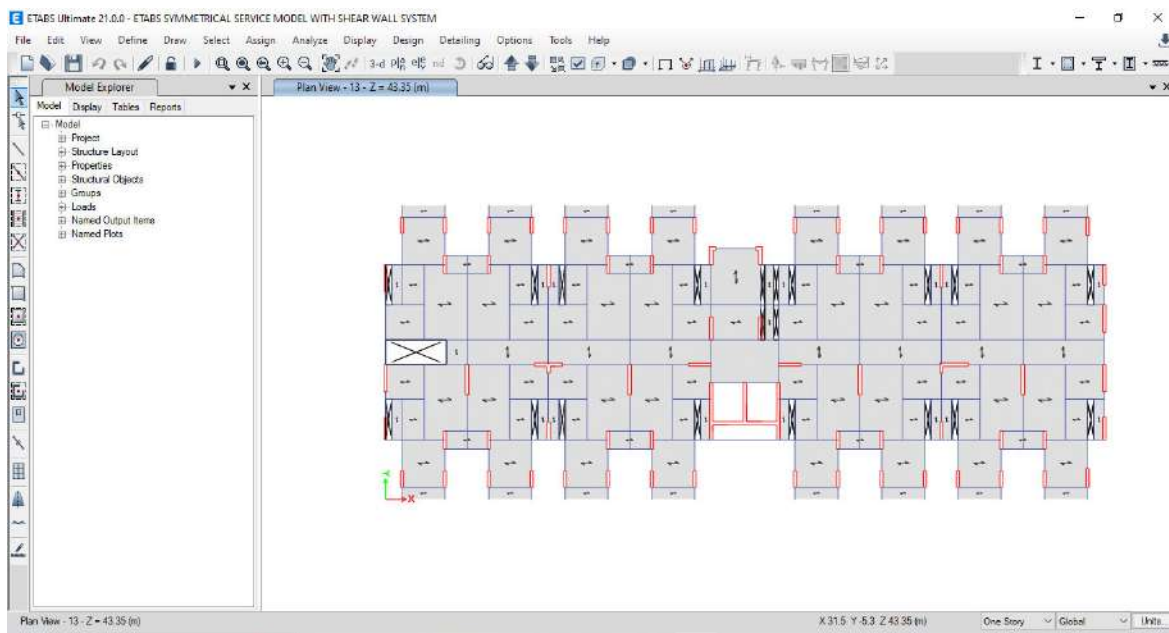 ETABS Ultimate 21.0.0 - ETABS SYMMETRICAL SERVICE MODEL WITH SHEAR WALL SYSTEM
File Edit View Define Draw Select Assign Analyze Display Design Detailing Options Tools Help
3-d
Model Explorer
Plan View - 13 - Z = 43.35 (m)
Model Display Tables Reports
Model
Project
Structure Layout
Properties
Structural Objects
Groups
Loads
Named Output Items
Named Plots
Y
X
Plan View - 13 - Z = 43.35 (m) X 31.5 Y -5.3 Z 43.35 (m) One Story Global Units...